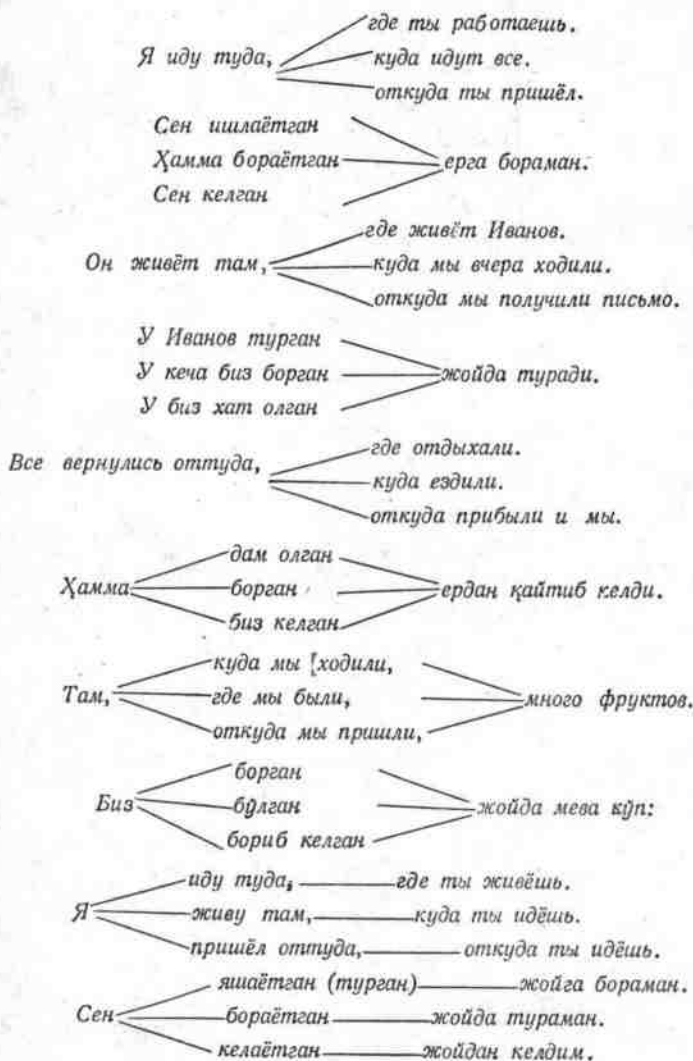 где ты работаешь.
Я иду туда, куда идут все.
откуда ты пришёл.
Сен ишлаётган
Ҳамма бораётган ерга бораман.
Сен келган
где живёт Иванов.
Он живёт там, куда мы вчера ходили.
откуда мы получили письмо.
У Иванов турган
У кеча биз борган жойда туради.
У биз хат олган
где отдыхали.
Все вернулись оттуда, куда ездили.
откуда прибыли и мы.
дам олган
Ҳамма борган ердан қайтиб келди.
биз келган
куда мы [ходили,
Там, где мы были, много фруктов.
откуда мы пришли,
борган
Биз бўлган жойда мева кўп:
бориб келган
иду туда, где ты живёшь.
Я живу там, куда ты идёшь.
пришёл оттуда, откуда ты идёшь.
яшаётган (турган) жойга бораман.
Сен бораётган жойда тураман.
келаётган жойдан келдим.